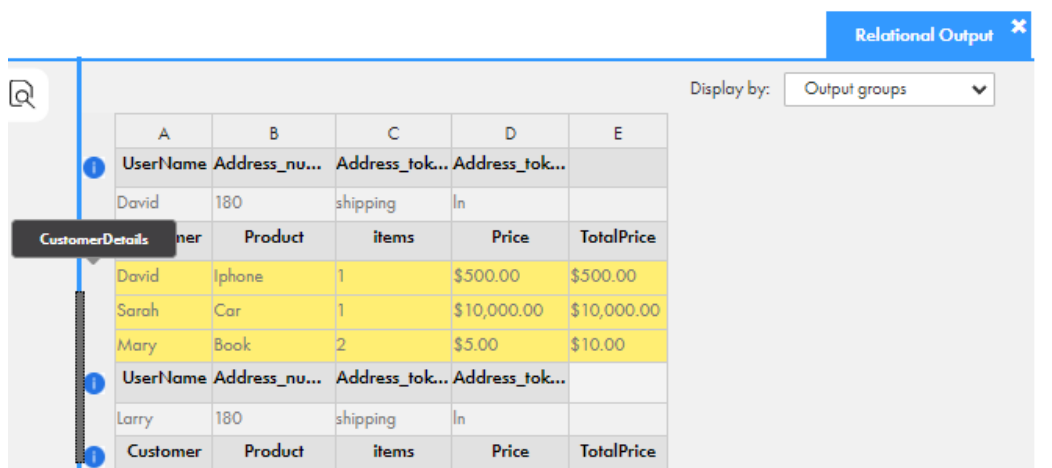 Relational Output
Display by: Output groups
A B C D E
UserName Address_nu... Address_tok... Address_tok...
David 180 shipping ln
CustomerDetails ner Product items Price TotalPrice
David Iphone 1 $500.00 $500.00
Sarah Car 1 $10,000.00 $10,000.00
Mary Book 2 $5.00 $10.00
UserName Address_nu... Address_tok... Address_tok...
Larry 180 shipping ln
Customer Product items Price TotalPrice